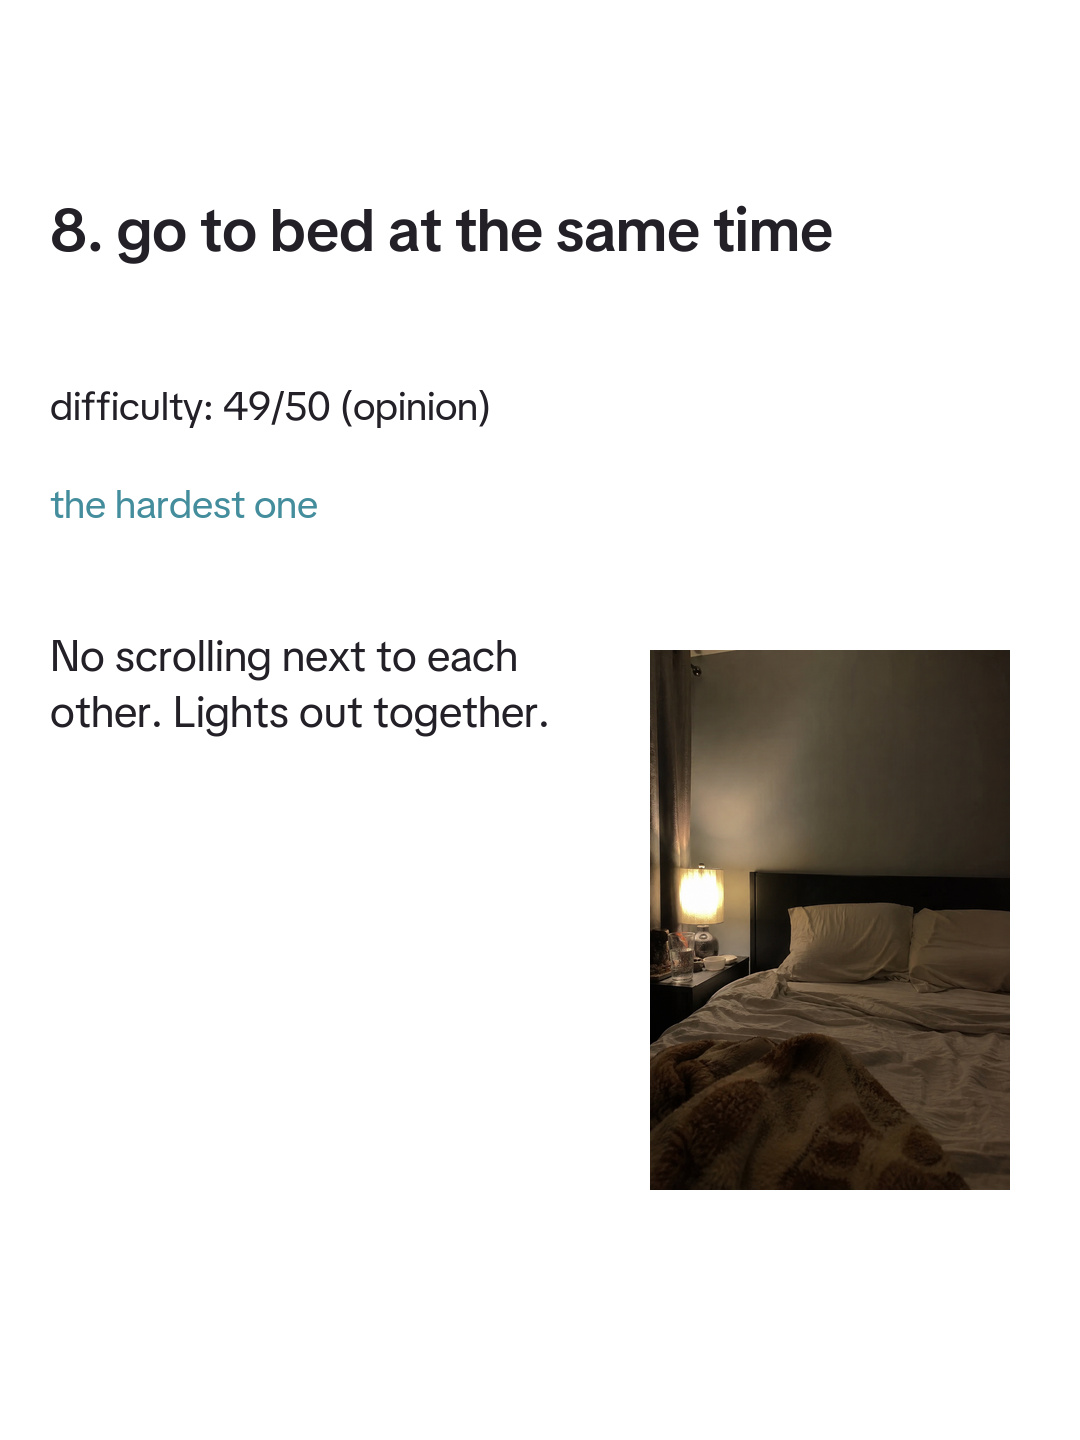 8. go to bed at the same time
difficulty: 49/50 (opinion)
the hardest one
No scrolling next to each
other. Lights out together.